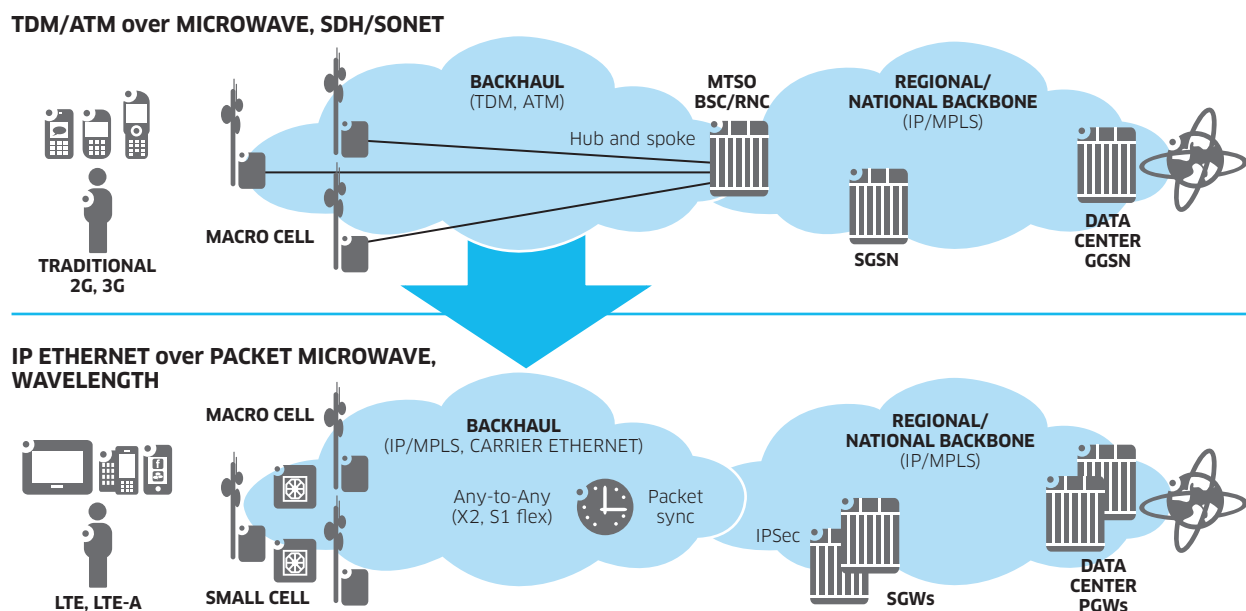 TDM/ATM over MICROWAVE, SDH/SONET
BACKHAUL
(TDM, ATM)
MTSO
BSC/RNC
REGIONAL/
NATIONAL BACKBONE
(IP/MPLS)
Hub and spoke
MACRO CELL
TRADITIONAL
2G, 3G
SGSN
DATA
CENTER
GGSN
IP ETHERNET over PACKET MICROWAVE,
WAVELENGTH
MACRO CELL
BACKHAUL
(IP/MPLS, CARRIER ETHERNET)
REGIONAL/
NATIONAL BACKBONE
(IP/MPLS)
f
Any-to-Any
(X2, S1 flex)
Packet
sync
IPSec
LTE, LTE-A
SMALL CELL
SGWs
DATA
CENTER
PGWs